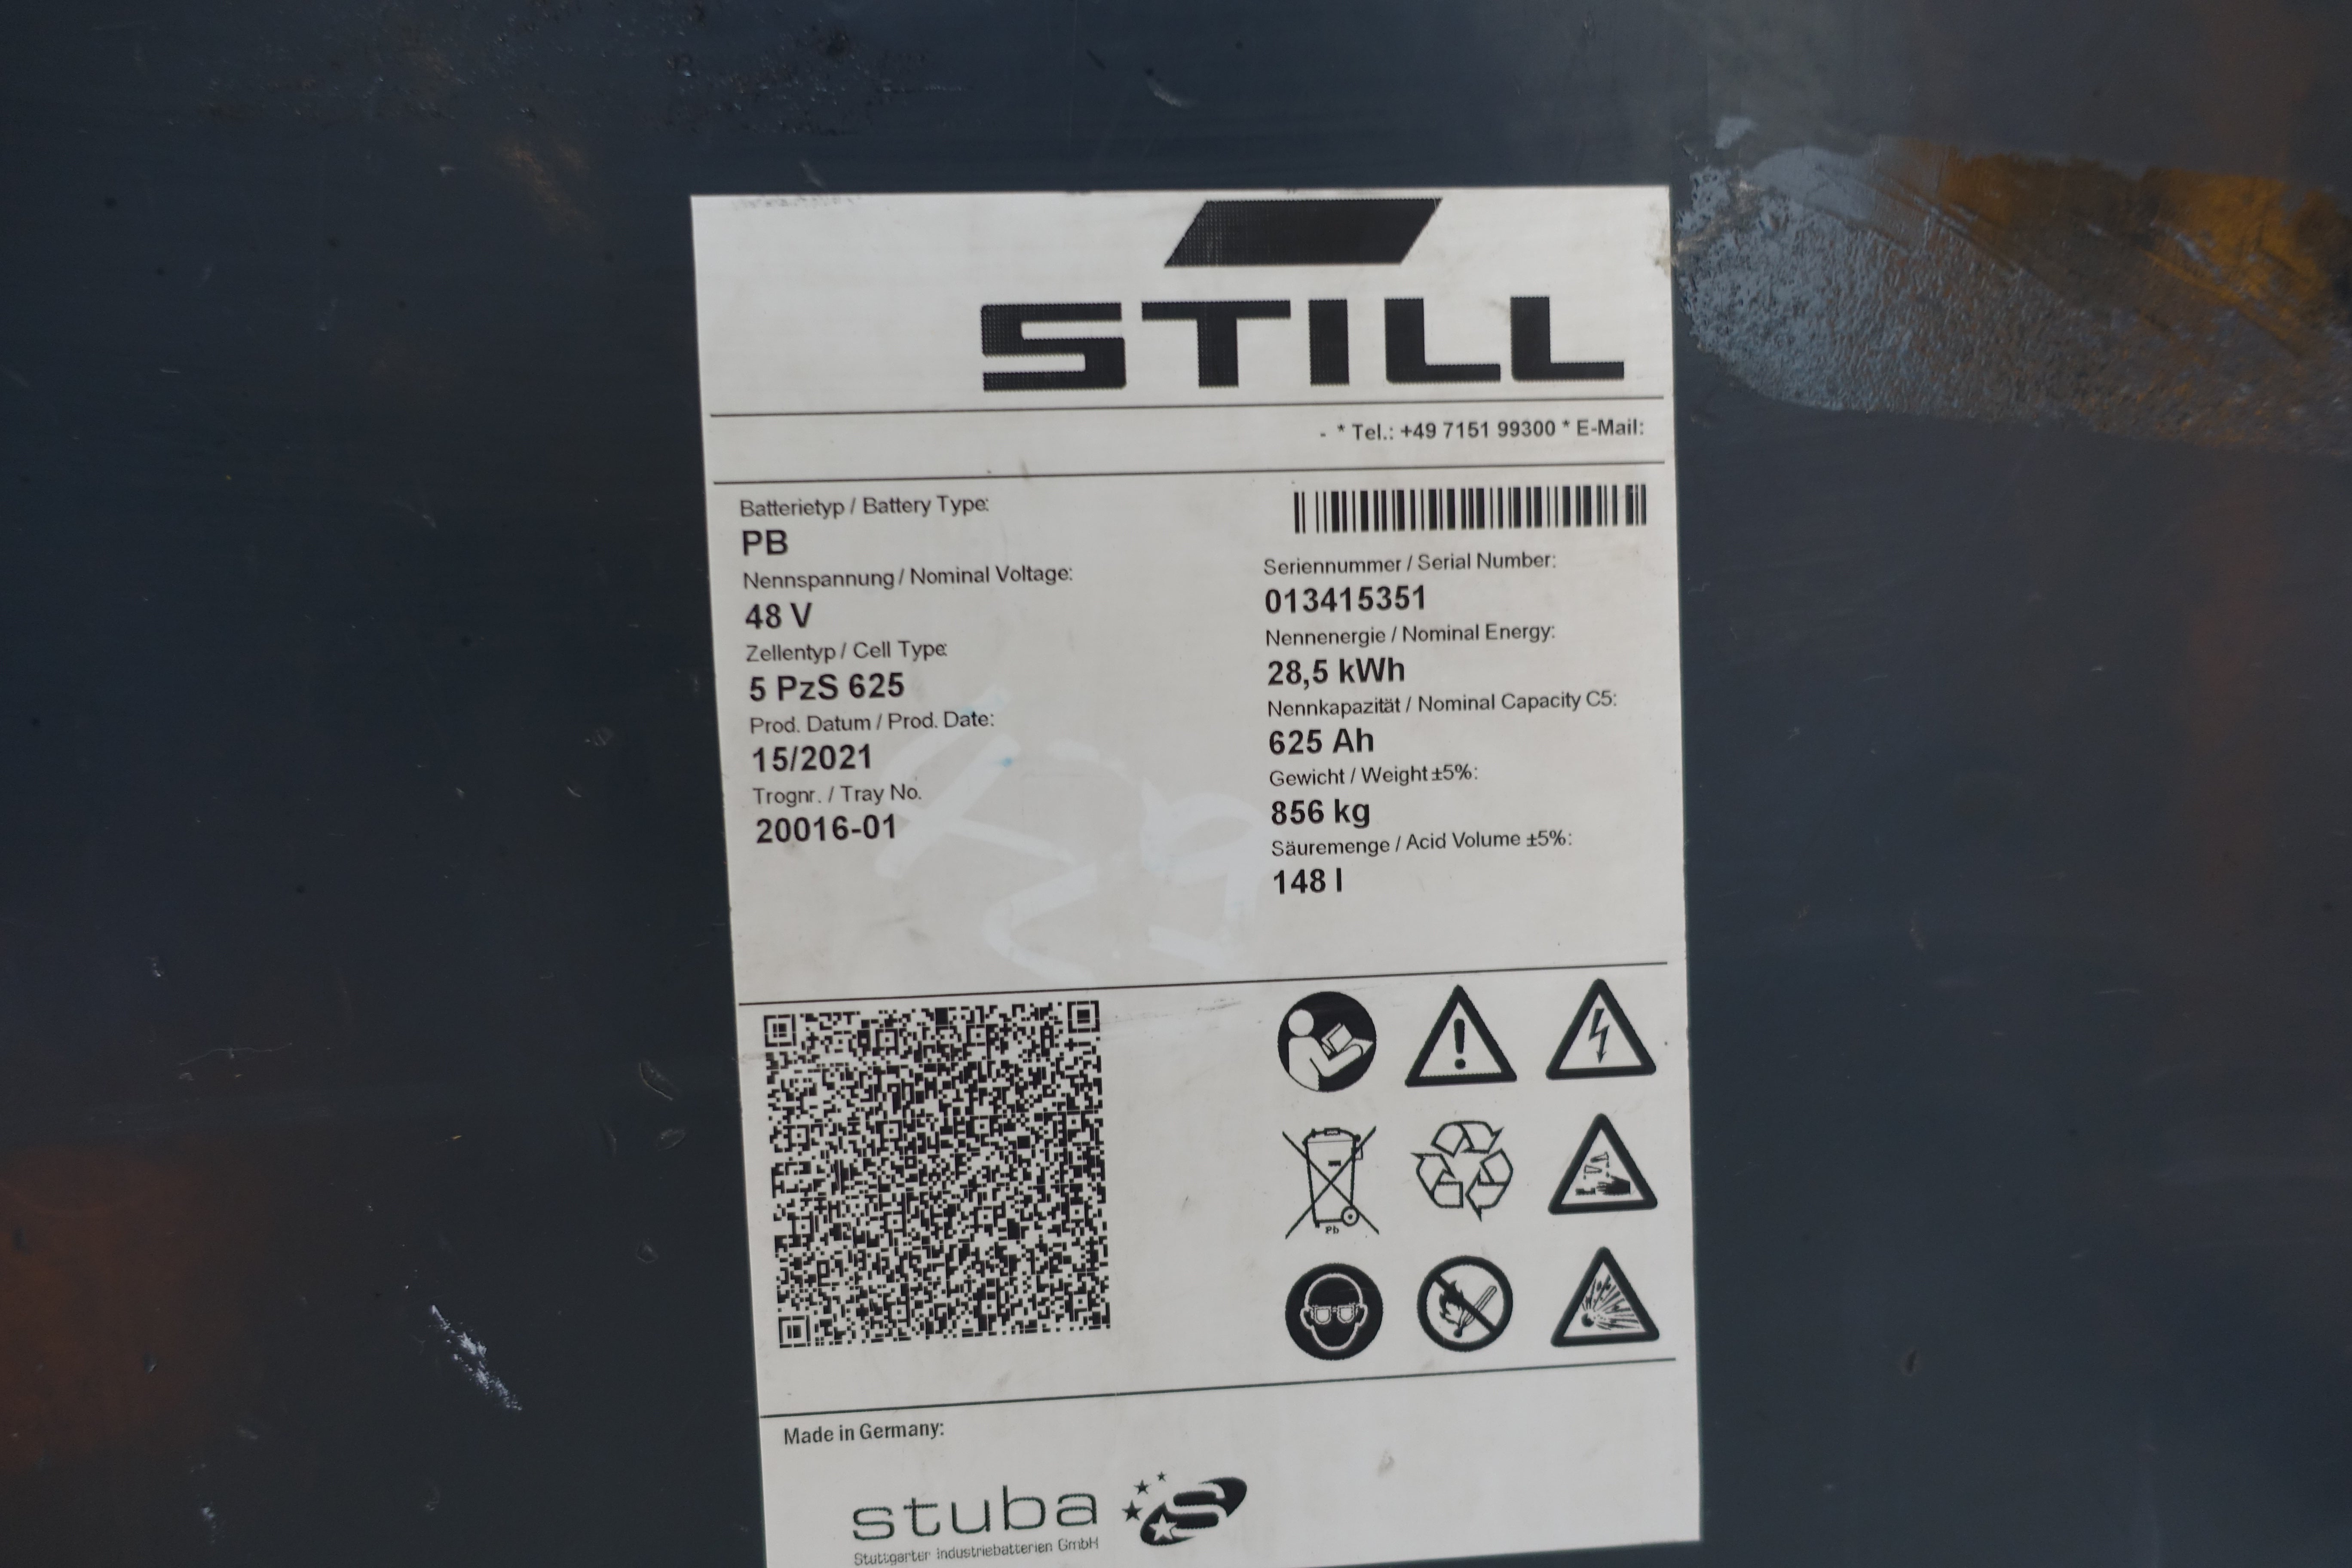 STILL
- * Tel.: +49 7151 99300 * E-Mail:
Batterietyp / Battery Type:
PB
Nennspannung / Nominal Voltage:
48 V
Zellentyp / Cell Type:
5 PzS 625
Prod. Datum / Prod. Date:
15/2021
Trognr. / Tray No.
20016-01
Seriennummer / Serial Number:
013415351
Nennenergie / Nominal Energy:
28,5 kWh
Nennkapazität / Nominal Capacity C5:
625 Ah
Gewicht / Weight ±5%:
856 kg
Säuremenge / Acid Volume ±5%:
148 l
Pb
Made in Germany:
stuba
Stuttgarter Industriebatterien GmbH